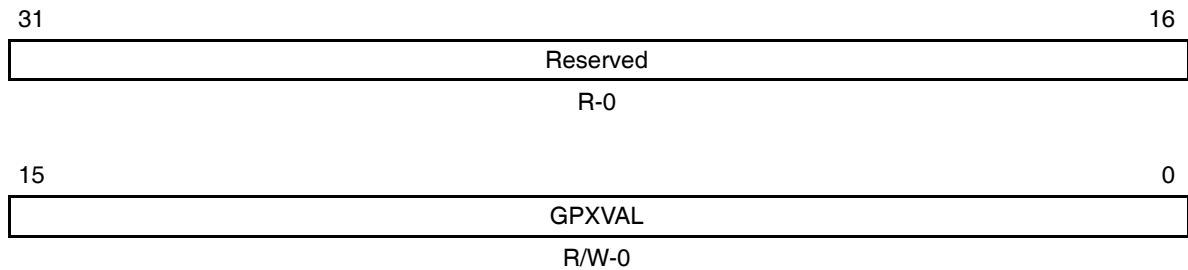 31 16
Reserved
R-0
15 0
GPXVAL
R/W-0